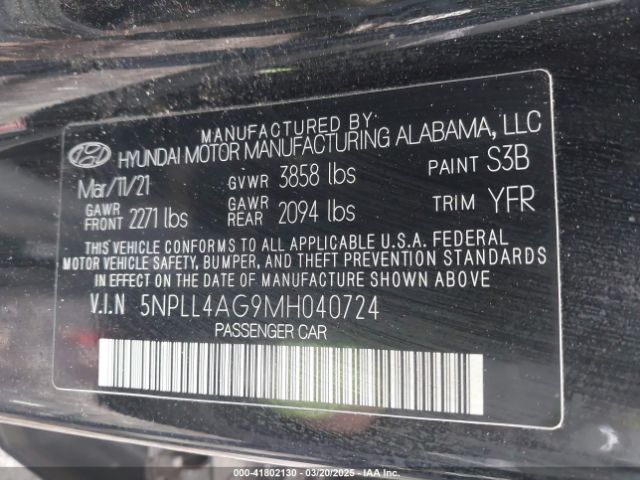 MANUFACTURED BY
HYUNDAI MOTOR MANUFACTURING ALABAMA, LLC
Mar/11/21 GVWR 3858 lbs PAINT S3B
GAWR FRONT 2271 lbs GAWR REAR 2094 lbs TRIM YFR
THIS VEHICLE CONFORMS TO ALL APPLICABLE U.S.A. FEDERAL
MOTOR VEHICLE SAFETY, BUMPER, AND THEFT PREVENTION STANDARDS
IN EFFECT ON THE DATE OF MANUFACTURE SHOWN ABOVE
V.I.N 5NPLL4AG9MH040724
PASSENGER CAR
000-41802130 - 03/20/2025 - IAA Inc.